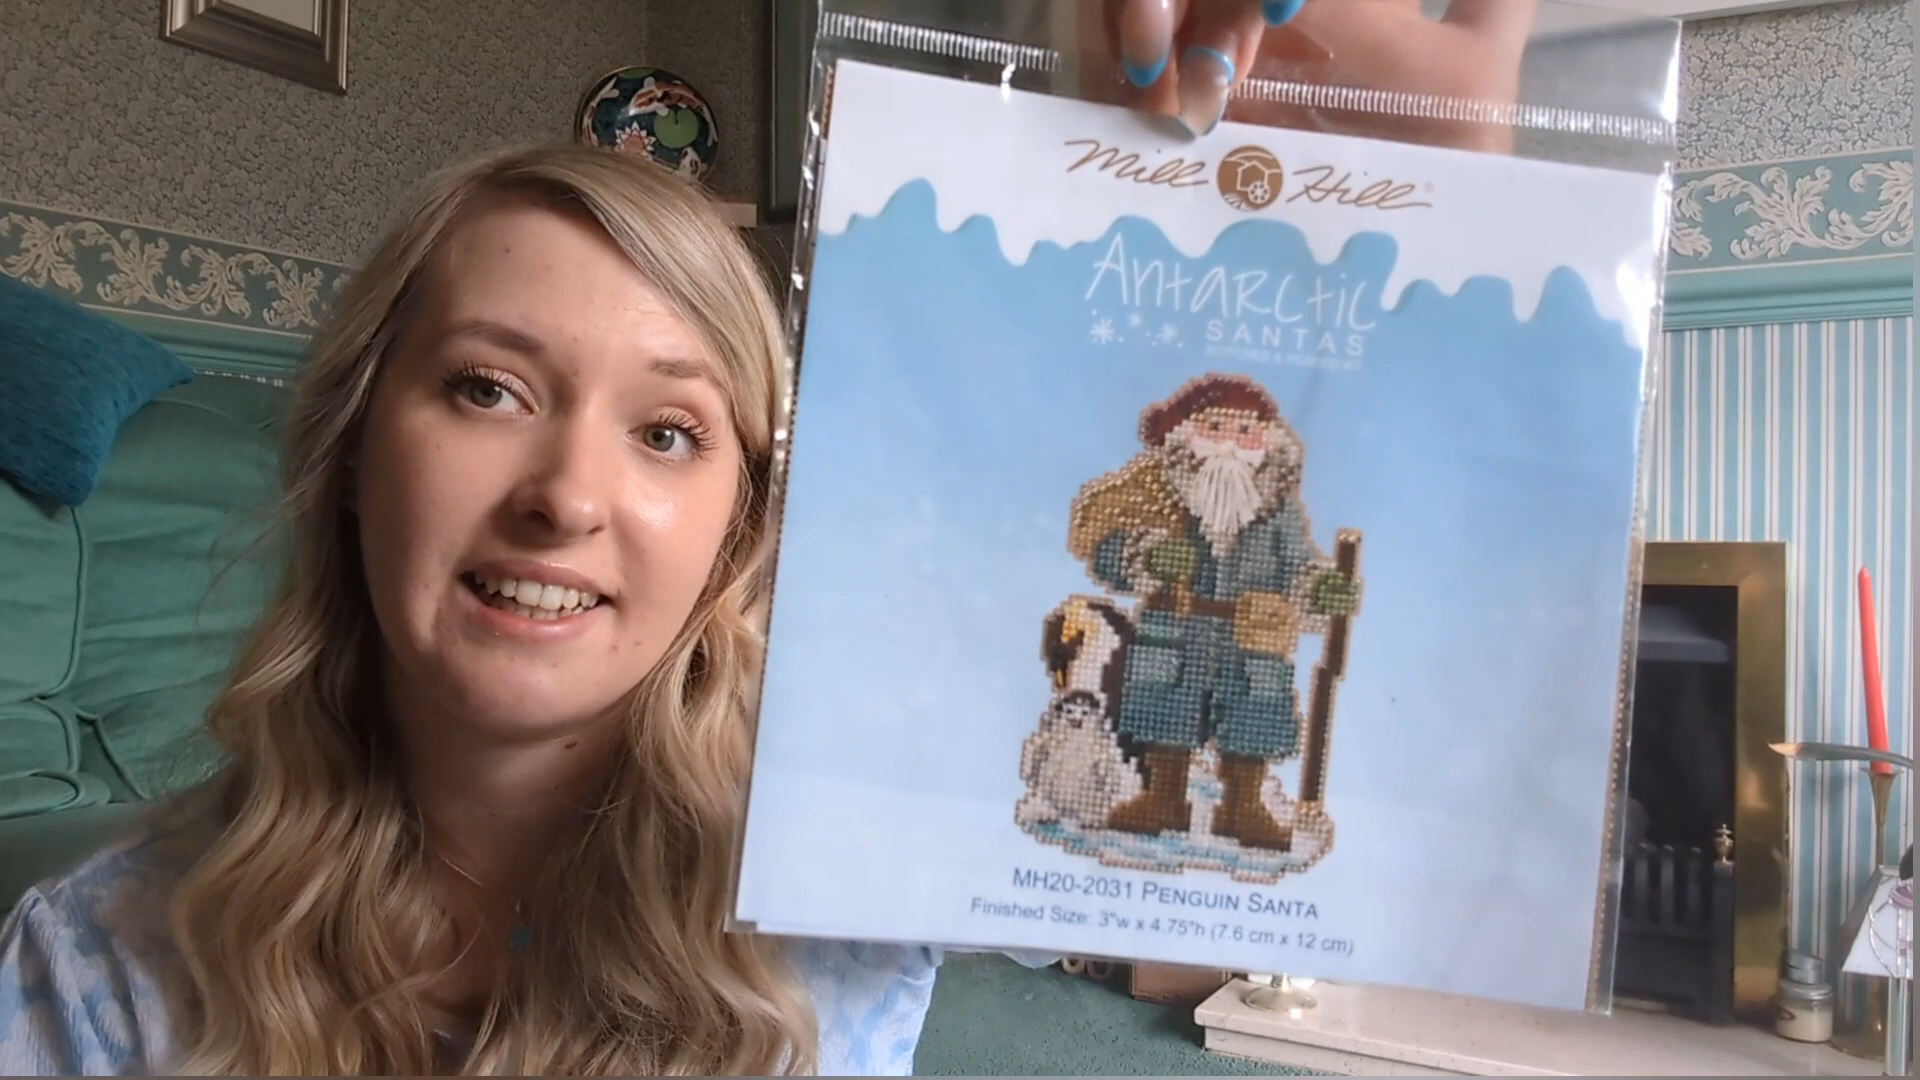 Mill Hill®
Antarctic
SANTAS
MH20-2031 PENGUIN SANTA
Finished Size: 3"w x 4.75"h (7.6 cm x 12 cm)